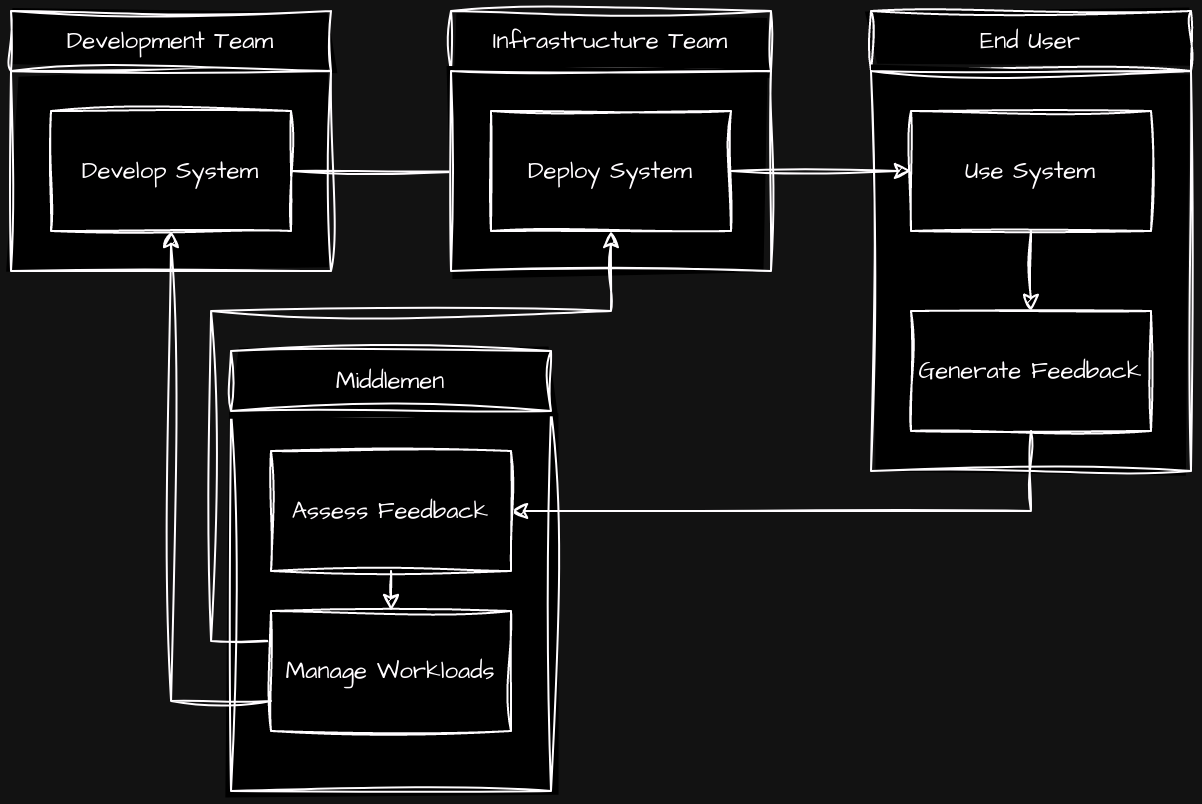 Development Team
Infrastructure Team
End User
Develop System
Deploy System
Use System
Generate Feedback
Middlemen
Assess Feedback
Manage Workloads